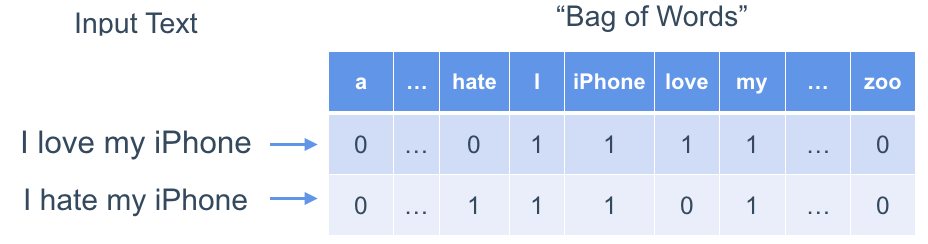 Input Text
“Bag of Words”
a … hate I iPhone love my … zoo
I love my iPhone 0 … 0 1 1 1 1 … 0
I hate my iPhone 0 … 1 1 1 0 1 … 0